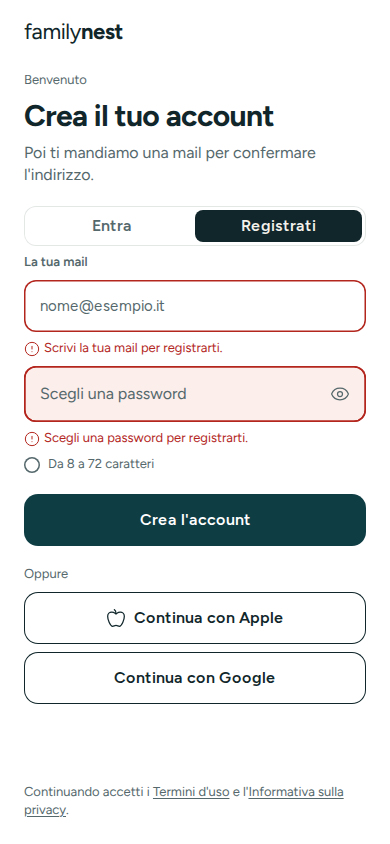 familynest
Benvenuto
Crea il tuo account
Poi ti mandiamo una mail per confermare
l'indirizzo.
Entra
Registrati
La tua mail
nome@esempio.it
Scrivi la tua mail per registrarti.
Scegli una password
Scegli una password per registrarti.
Da 8 a 72 caratteri
Crea l'account
Oppure
Continua con Apple
Continua con Google
Continuando accetti i Termini d'uso e l'Informativa sulla
privacy.